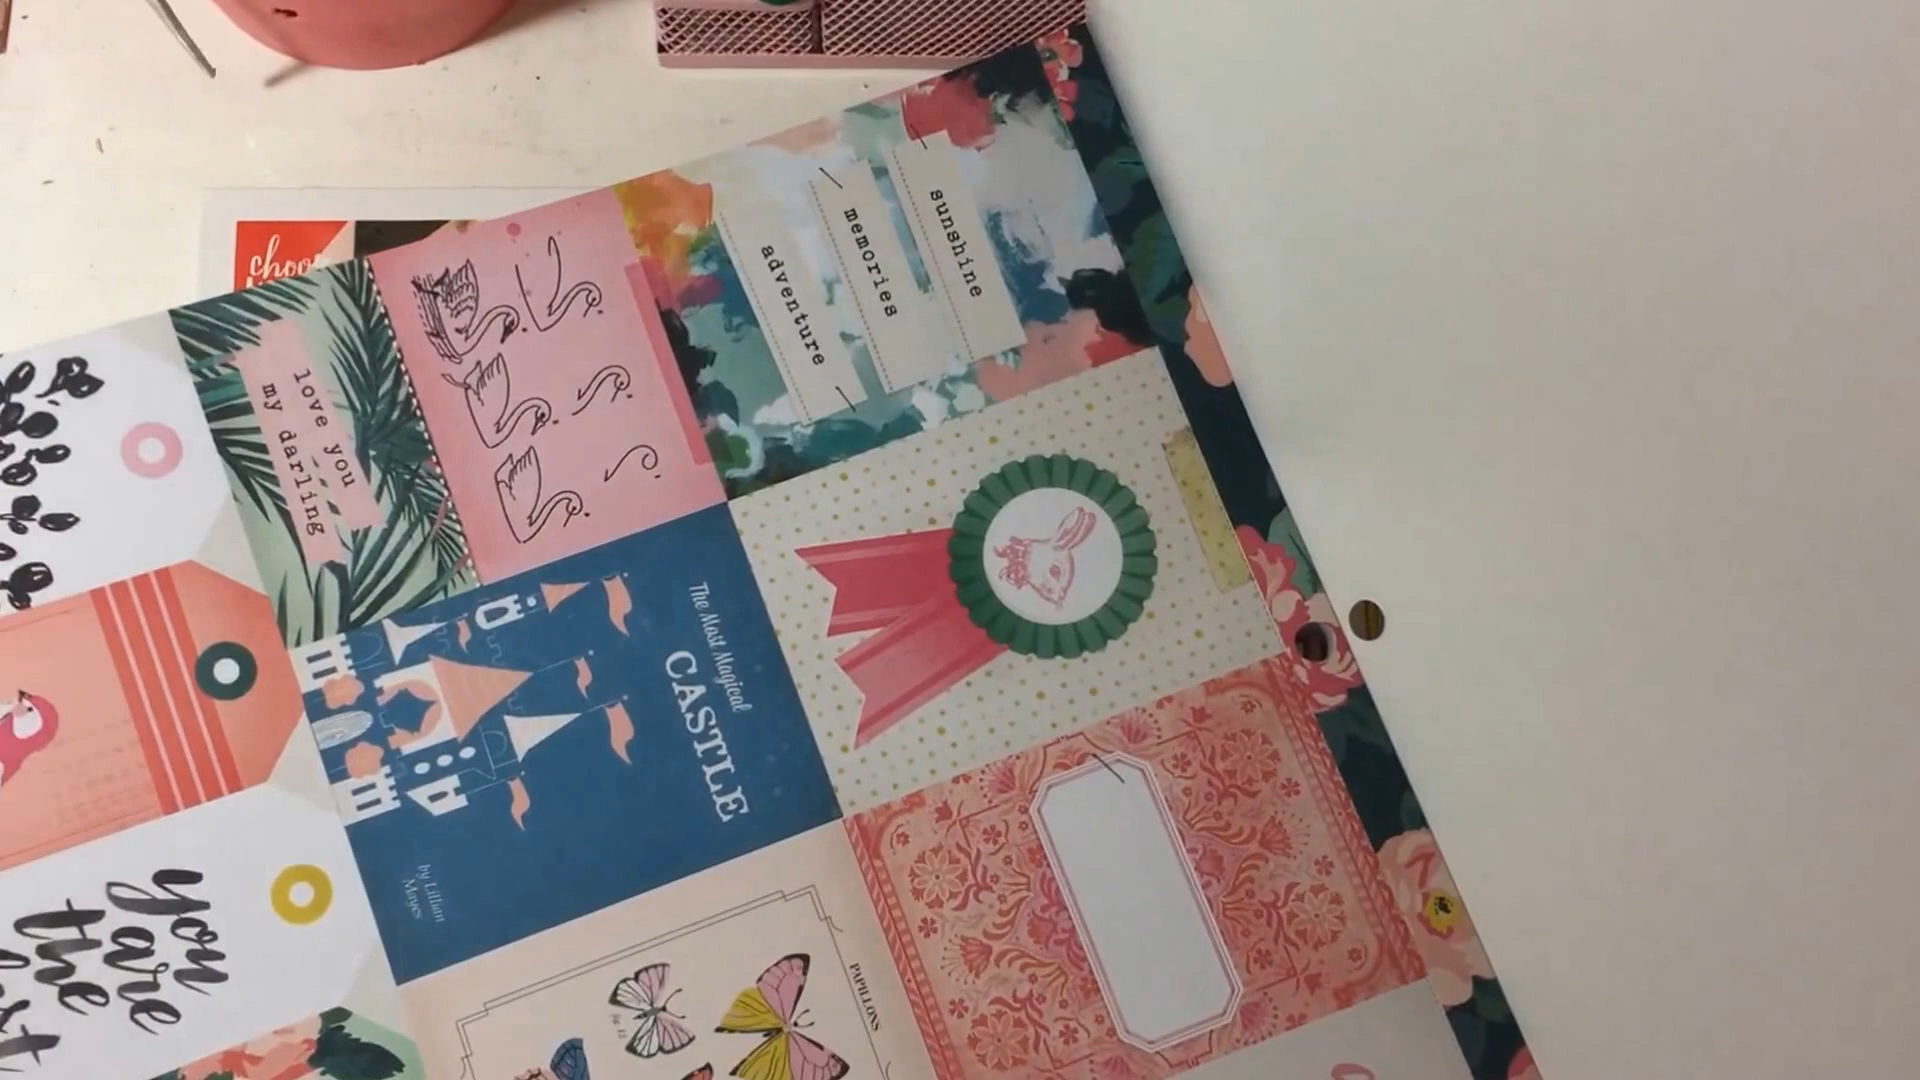 sunshine
memories
adventure
love you
my darling
The Most Magical
CASTLE
by Lillian
Mayes
PAPILLONS
you
are
the